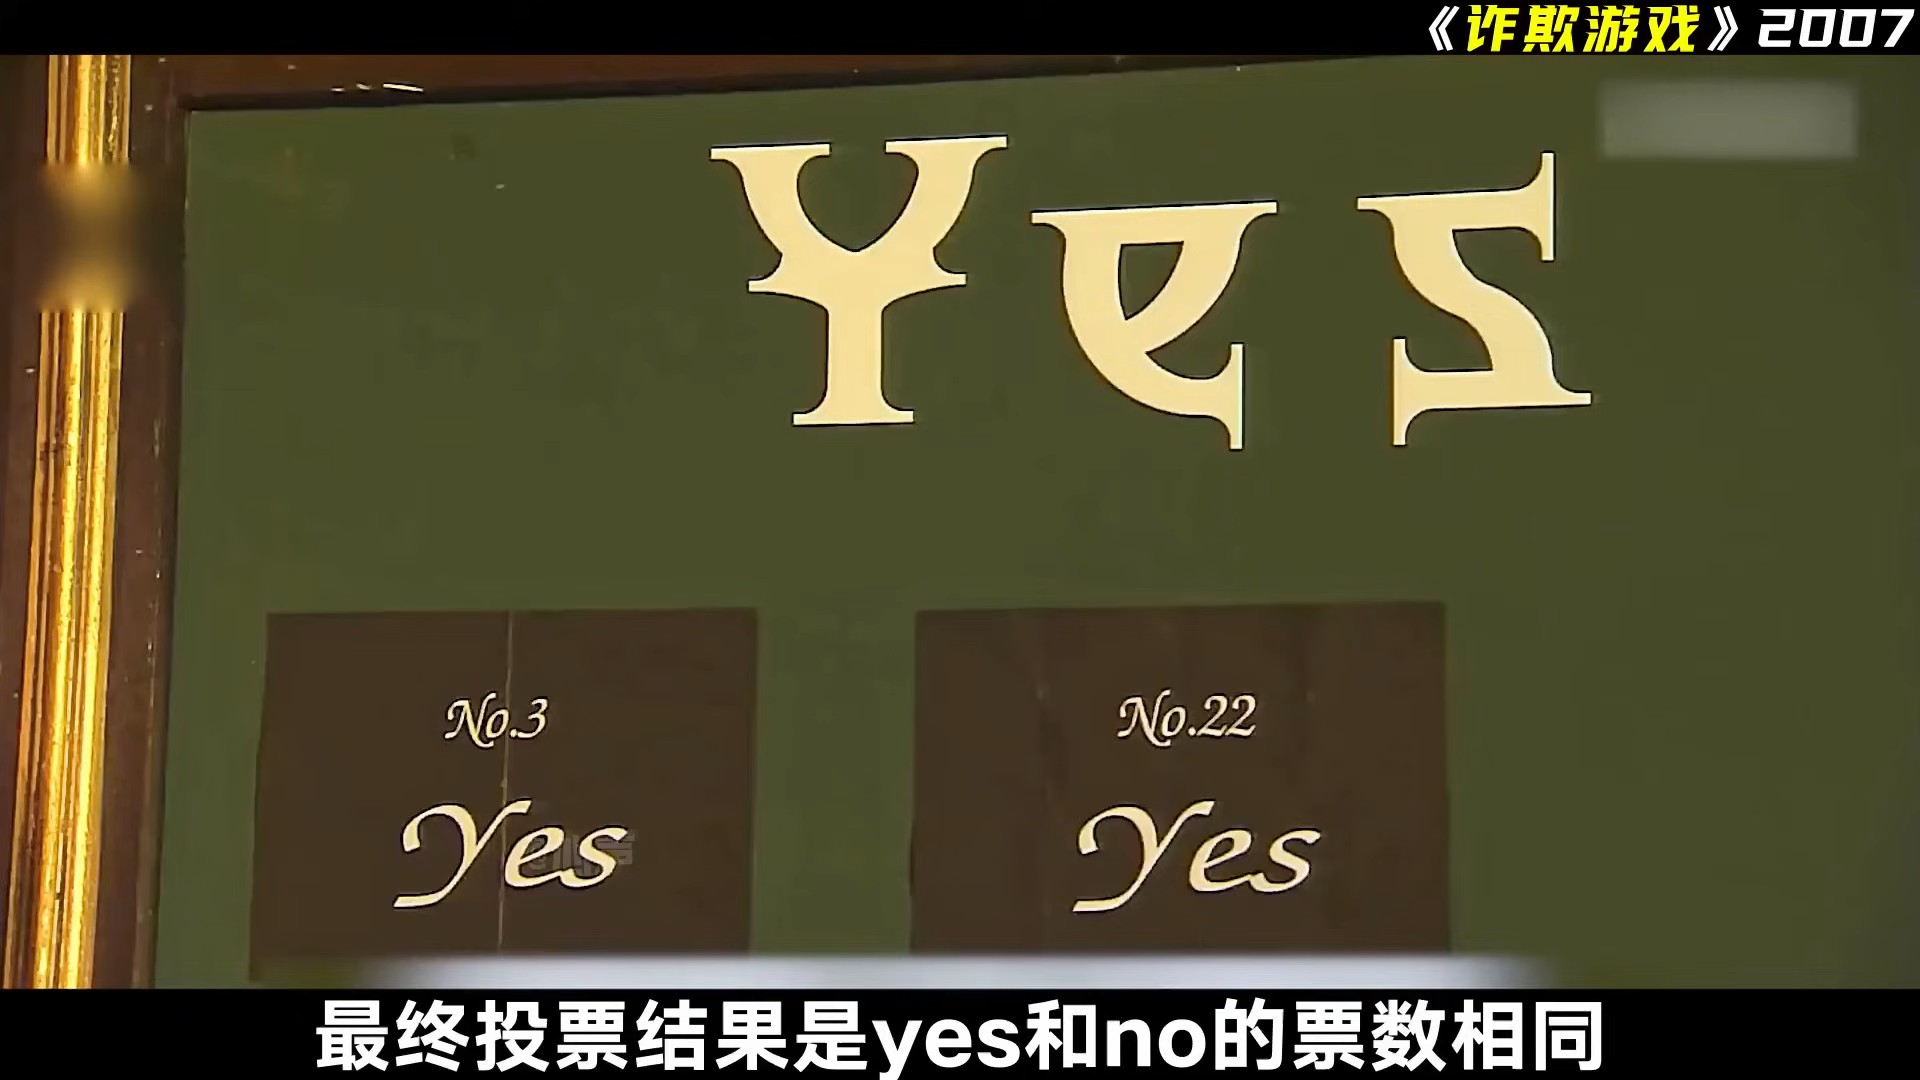 《诈欺游戏》2007
Yes
No.3
Yes
No.22
Yes
最终投票结果是yes和no的票数相同